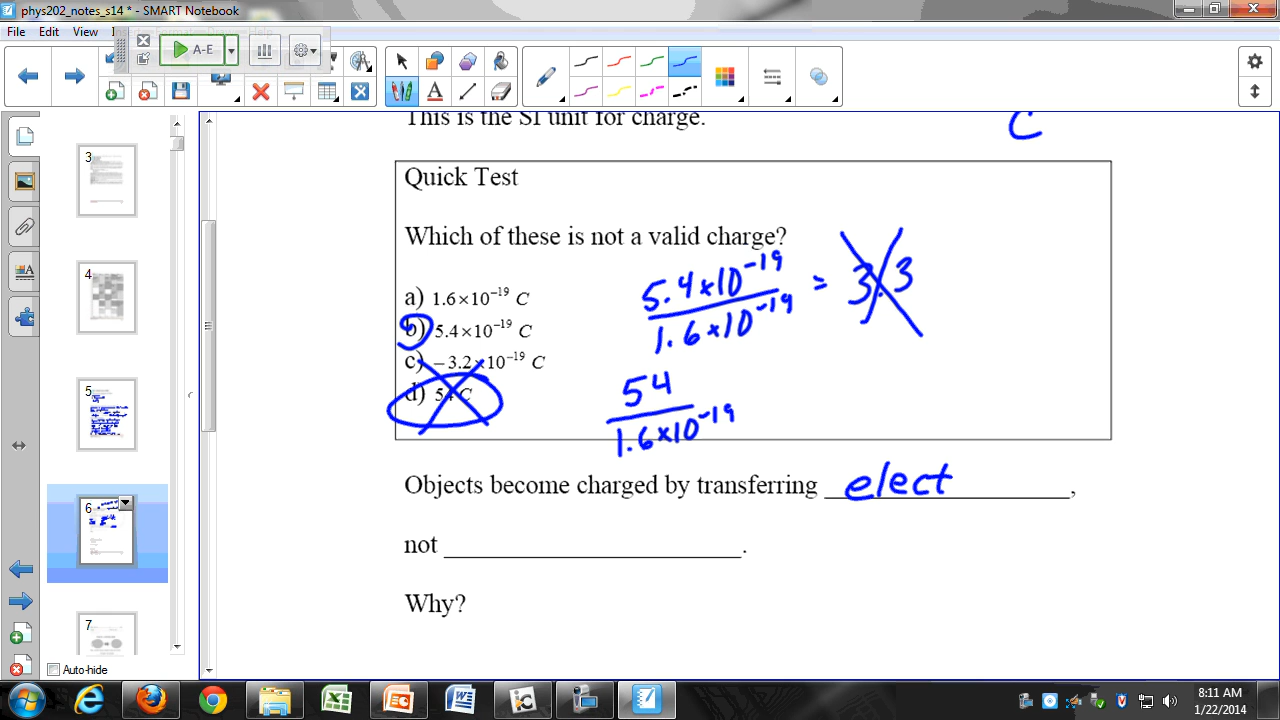 phys202_notes_s14 * - SMART Notebook
File Edit View
A-E
This is the SI unit for charge.
C
Quick Test
Which of these is not a valid charge?
a) 1.6×10⁻¹⁹ C
b) 5.4×10⁻¹⁹ C
c) −3.2×10⁻¹⁹ C
d) 54 C
5.4×10⁻¹⁹
1.6×10⁻¹⁹
= 3.3
54
1.6×10⁻¹⁹
Objects become charged by transferring elect,
not ______________________.
Why?
3
4
5
6
7
Auto-hide
8:11 AM
1/22/2014